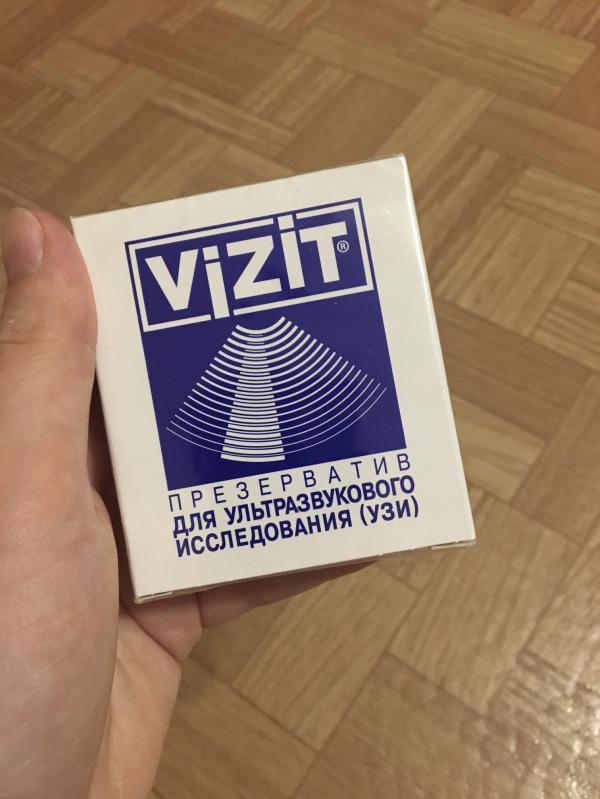 ViZiT®
ПРЕЗЕРВАТИВ
ДЛЯ УЛЬТРАЗВУКОВОГО
ИССЛЕДОВАНИЯ (УЗИ)